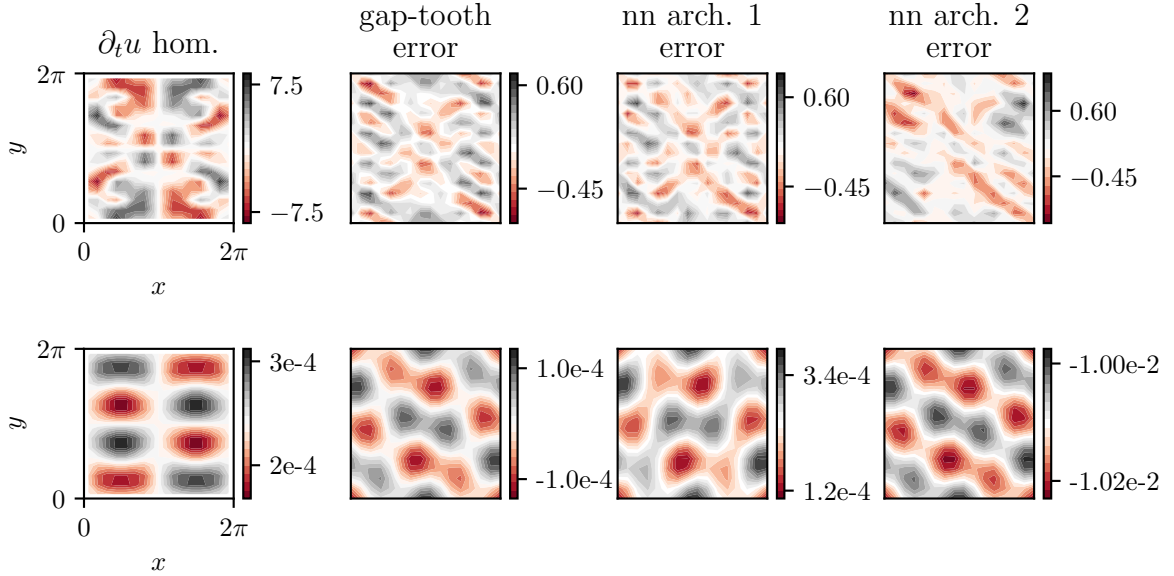 ∂ₜu hom.
gap-tooth
error
nn arch. 1
error
nn arch. 2
error
2π
y
0
0
2π
x
7.5
−7.5
0.60
−0.45
0.60
−0.45
0.60
−0.45
2π
y
0
0
2π
x
3e-4
2e-4
1.0e-4
-1.0e-4
3.4e-4
1.2e-4
-1.00e-2
-1.02e-2